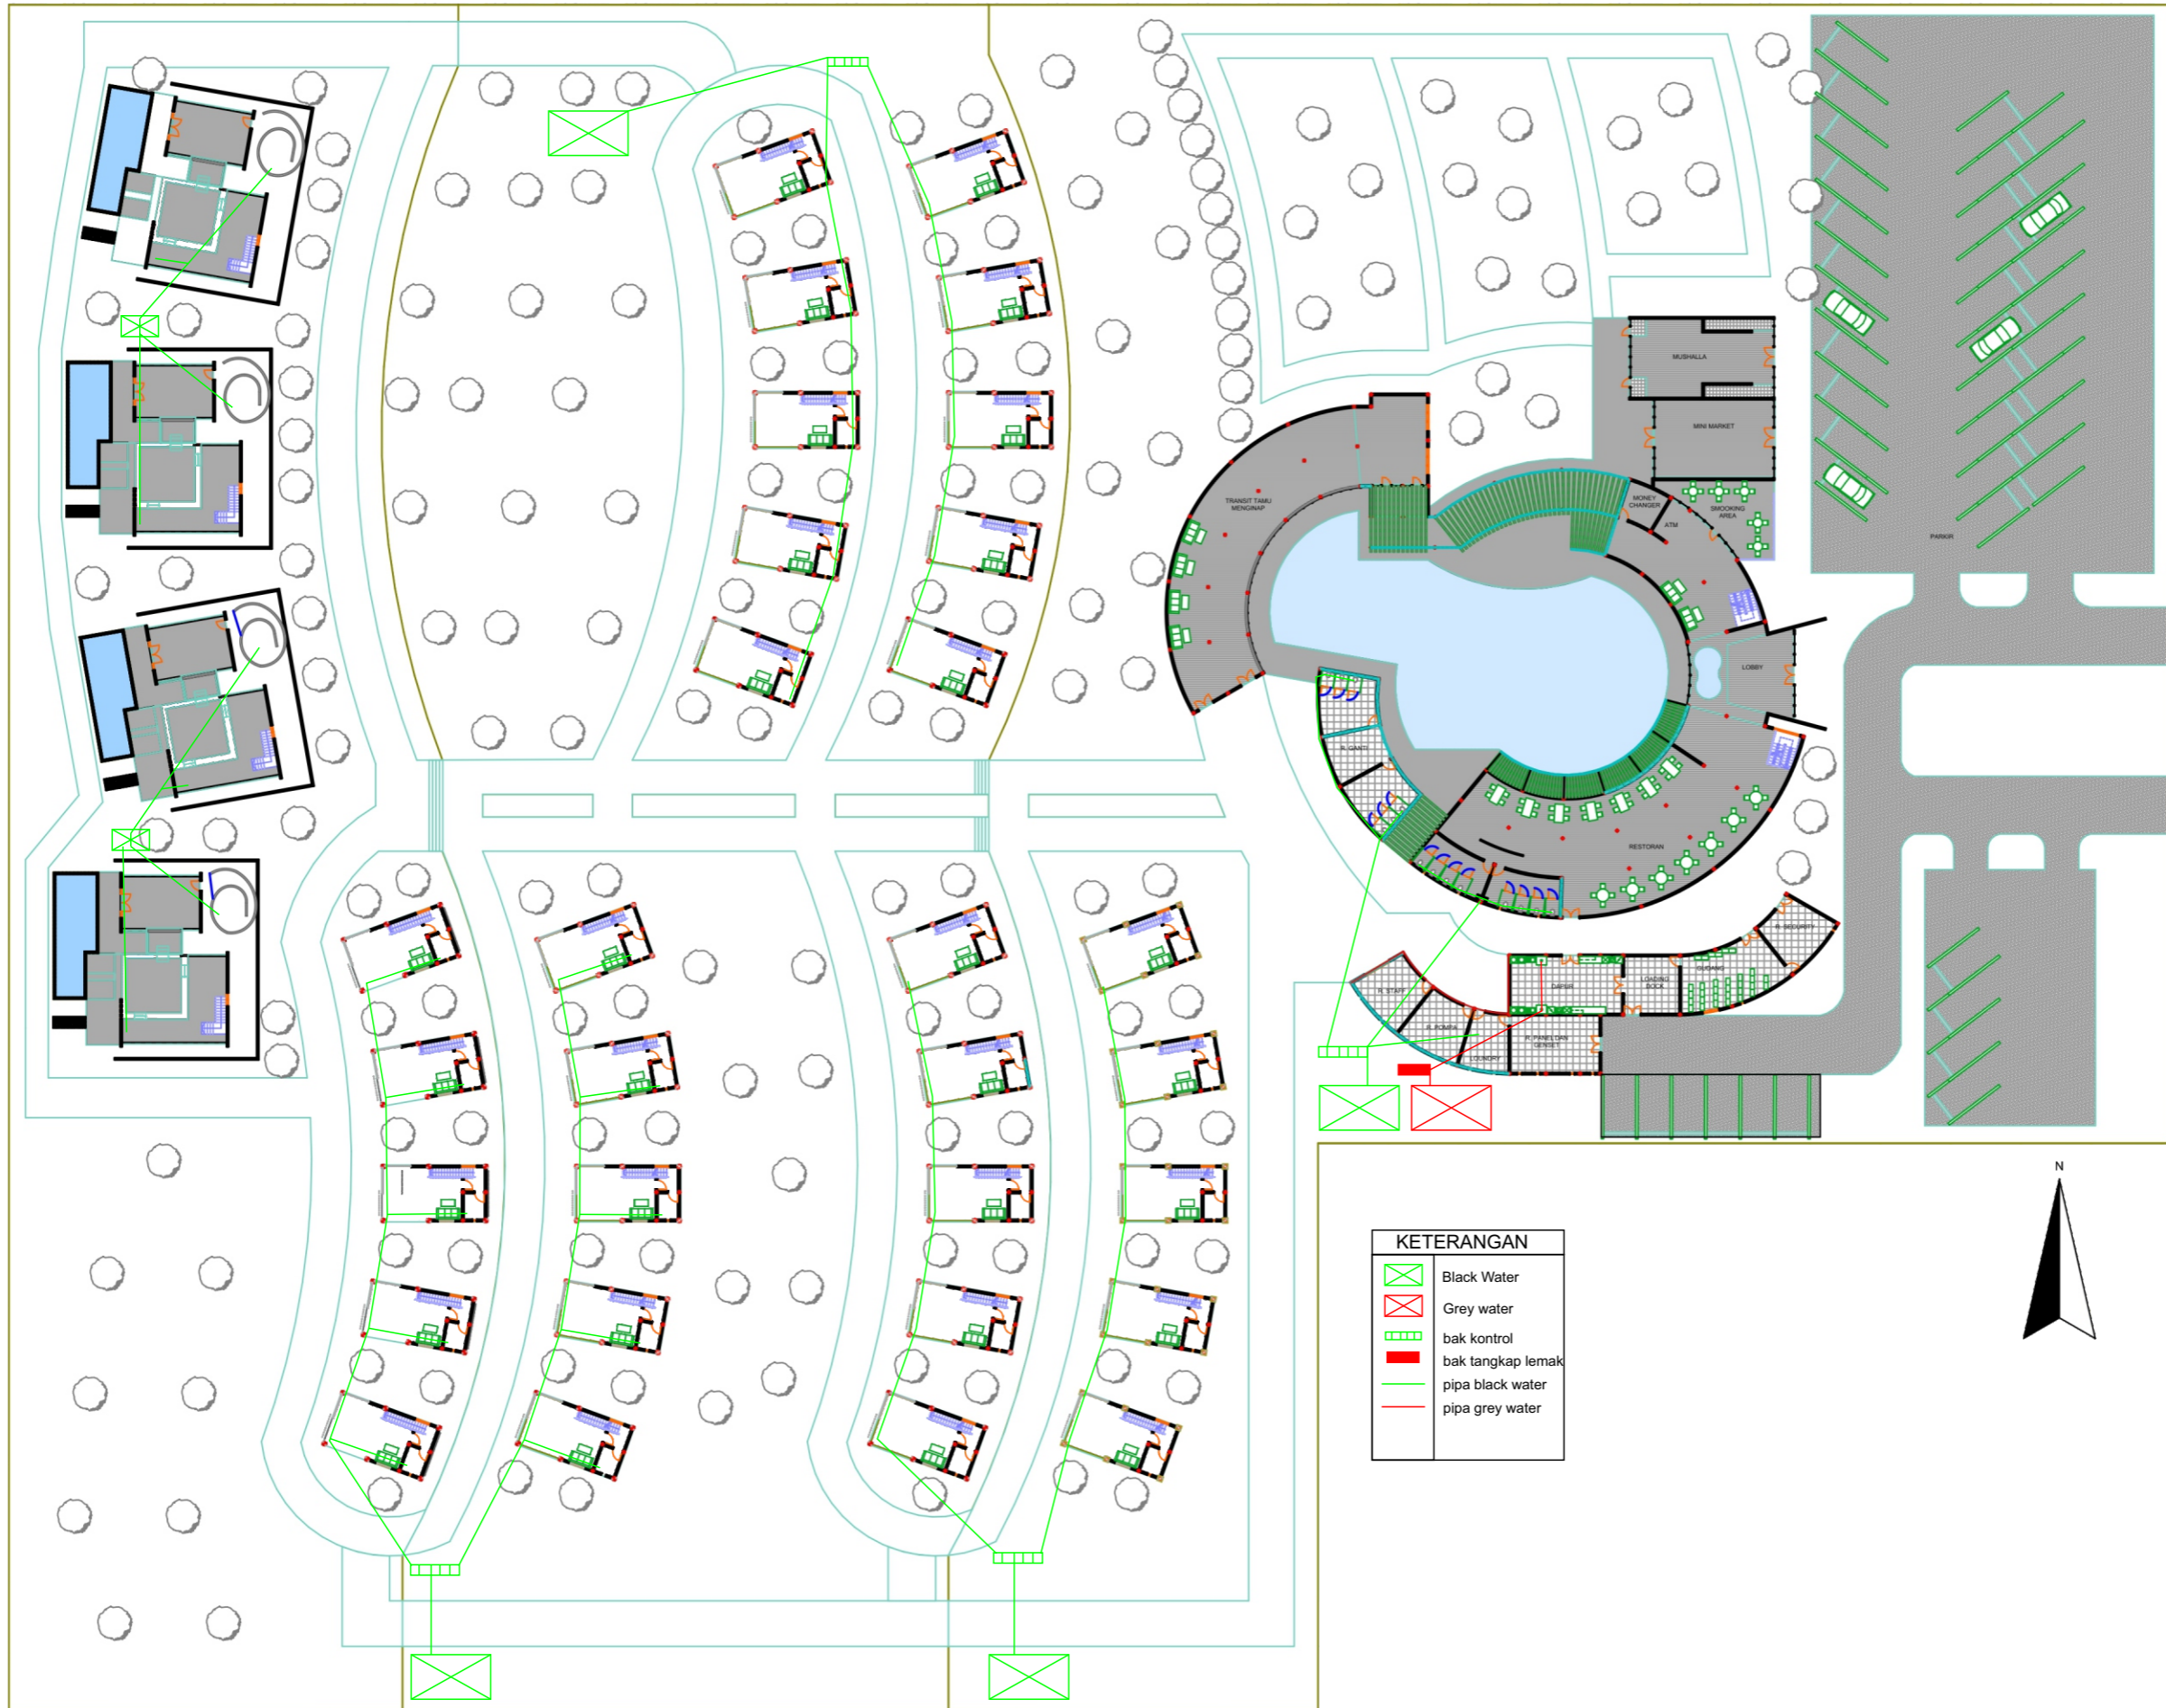 MUSHALLA
MINI MARKET
TRANSIT TAMU
MENGINAP
MONEY
CHANGER
ATM
SMOOKING
AREA
PARKIR
LOBBY
R. GANTI
RESTORAN
R. SECURITY
GUDANG
LOADING
DOCK
DAPUR
R. STAFF
R. POMPA
LOUNDRY
R. PANEL DAN
GENSET
N
KETERANGAN
Black Water
Grey water
bak kontrol
bak tangkap lemak
pipa black water
pipa grey water